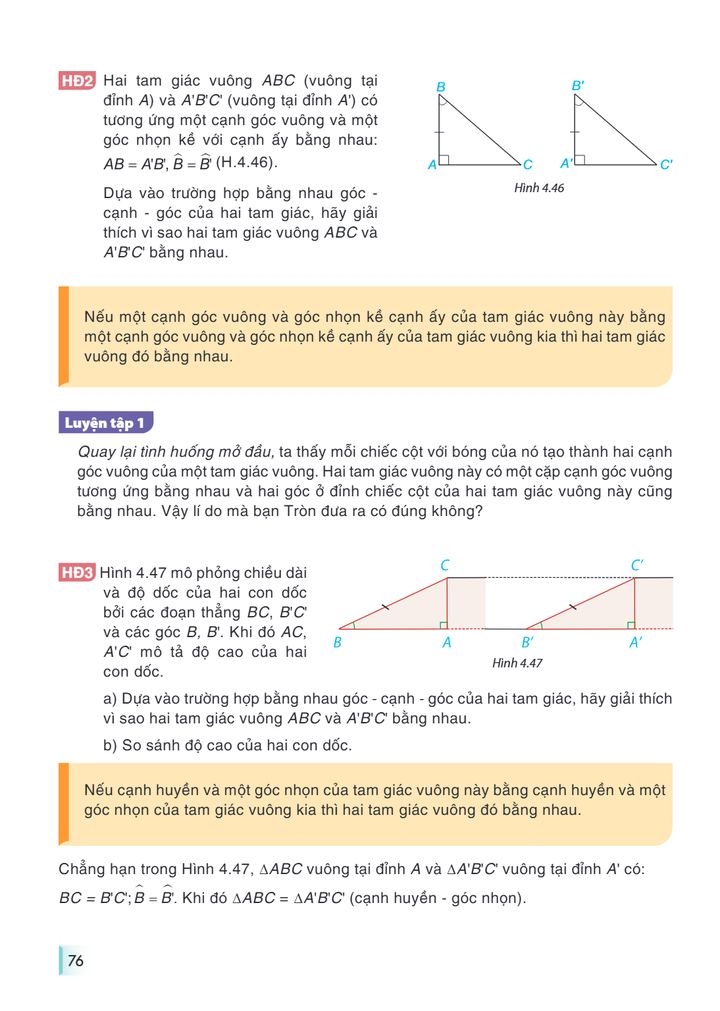 HĐ2 Hai tam giác vuông ABC (vuông tại
đỉnh A) và A'B'C' (vuông tại đỉnh A') có
tương ứng một cạnh góc vuông và một
góc nhọn kề với cạnh ấy bằng nhau:
AB = A'B', B̂ = B̂' (H.4.46).
Dựa vào trường hợp bằng nhau góc -
cạnh - góc của hai tam giác, hãy giải
thích vì sao hai tam giác vuông ABC và
A'B'C' bằng nhau.
B B'
A C A' C'
Hình 4.46
Nếu một cạnh góc vuông và góc nhọn kề cạnh ấy của tam giác vuông này bằng
một cạnh góc vuông và góc nhọn kề cạnh ấy của tam giác vuông kia thì hai tam giác
vuông đó bằng nhau.
Luyện tập 1
Quay lại tình huống mở đầu, ta thấy mỗi chiếc cột với bóng của nó tạo thành hai cạnh
góc vuông của một tam giác vuông. Hai tam giác vuông này có một cặp cạnh góc vuông
tương ứng bằng nhau và hai góc ở đỉnh chiếc cột của hai tam giác vuông này cũng
bằng nhau. Vậy lí do mà bạn Tròn đưa ra có đúng không?
HĐ3 Hình 4.47 mô phỏng chiều dài
và độ dốc của hai con dốc
bởi các đoạn thẳng BC, B'C'
và các góc B, B'. Khi đó AC,
A'C' mô tả độ cao của hai
con dốc.
C C'
B A B' A'
Hình 4.47
a) Dựa vào trường hợp bằng nhau góc - cạnh - góc của hai tam giác, hãy giải thích
vì sao hai tam giác vuông ABC và A'B'C' bằng nhau.
b) So sánh độ cao của hai con dốc.
Nếu cạnh huyền và một góc nhọn của tam giác vuông này bằng cạnh huyền và một
góc nhọn của tam giác vuông kia thì hai tam giác vuông đó bằng nhau.
Chẳng hạn trong Hình 4.47, ∆ABC vuông tại đỉnh A và ∆A'B'C' vuông tại đỉnh A' có:
BC = B'C'; B̂ = B̂'. Khi đó ∆ABC = ∆A'B'C' (cạnh huyền - góc nhọn).
76